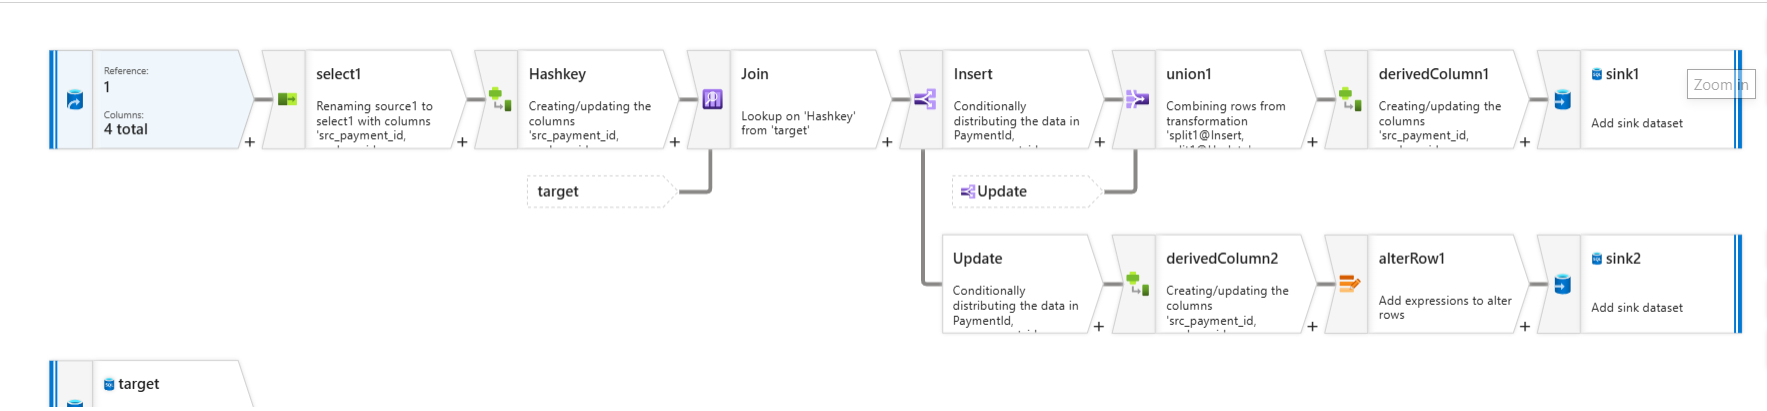 Reference:
1
Columns:
4 total
select1
Renaming source1 to
select1 with columns
'src_payment_id,
Hashkey
Creating/updating the
columns
'src_payment_id,
Join
Lookup on 'Hashkey'
from 'target'
Insert
Conditionally
distributing the data in
PaymentId,
union1
Combining rows from
transformation
'split1@Insert,
derivedColumn1
Creating/updating the
columns
'src_payment_id,
sink1
Add sink dataset
Zoom in
target
Update
Update
Conditionally
distributing the data in
PaymentId,
derivedColumn2
Creating/updating the
columns
'src_payment_id,
alterRow1
Add expressions to alter
rows
sink2
Add sink dataset
target